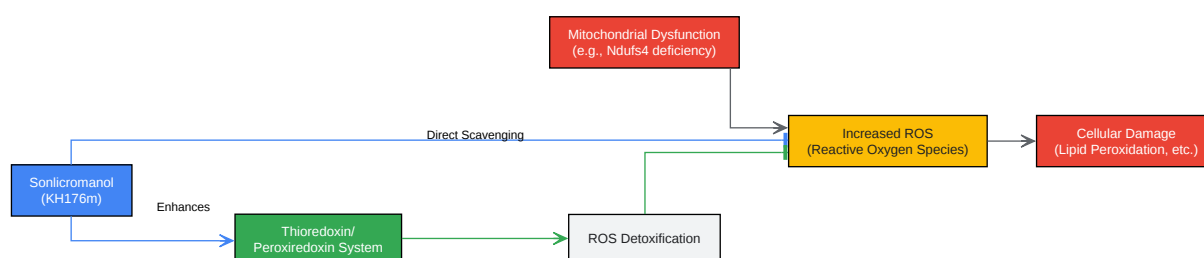 Mitochondrial Dysfunction
(e.g., Ndufs4 deficiency)
Direct Scavenging
Increased ROS
(Reactive Oxygen Species)
Cellular Damage
(Lipid Peroxidation, etc.)
Sonlicromanol
(KH176m)
Enhances
Thioredoxin/
Peroxiredoxin System
ROS Detoxification